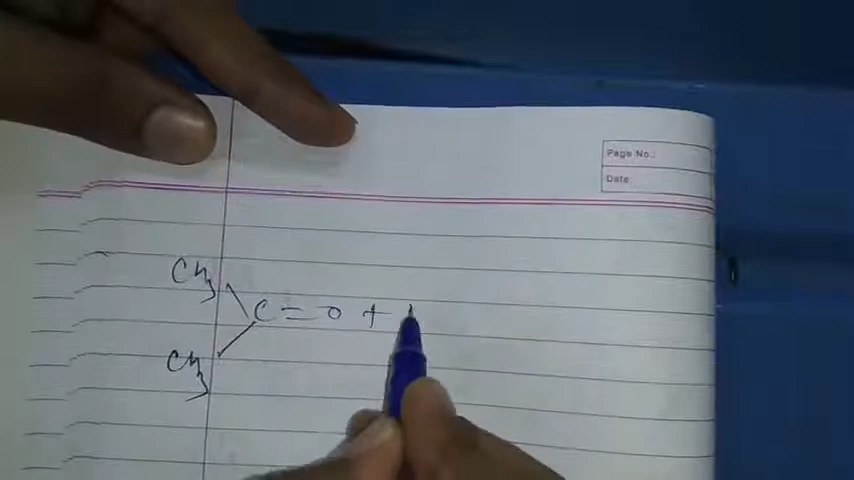 Page No.:
Date:
CH3
C = O +
CH3